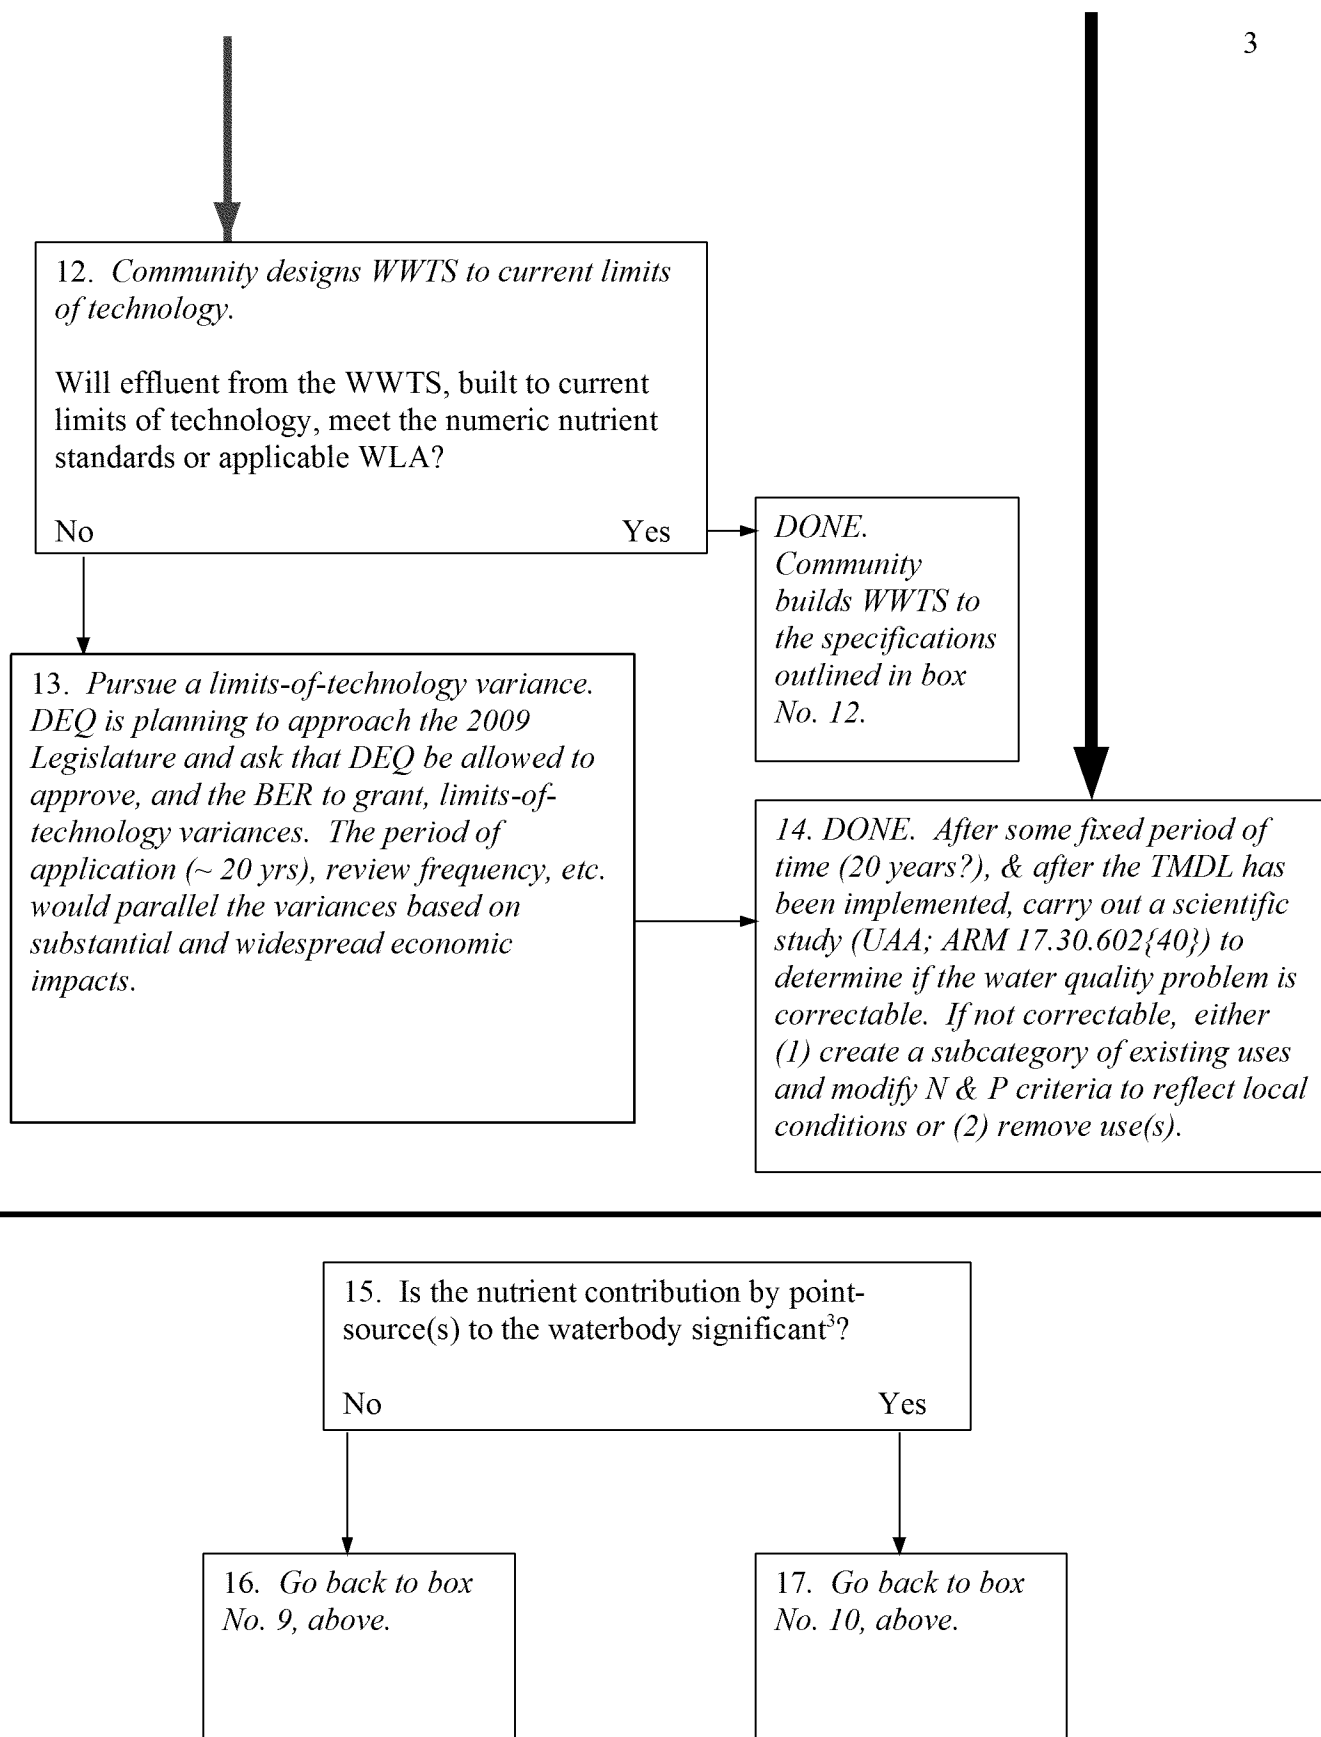 3
12. Community designs WWTS to current limits
of technology.
Will effluent from the WWTS, built to current
limits of technology, meet the numeric nutrient
standards or applicable WLA?
No Yes
DONE.
Community
builds WWTS to
the specifications
outlined in box
No. 12.
13. Pursue a limits-of-technology variance.
DEQ is planning to approach the 2009
Legislature and ask that DEQ be allowed to
approve, and the BER to grant, limits-of-
technology variances. The period of
application (~ 20 yrs), review frequency, etc.
would parallel the variances based on
substantial and widespread economic
impacts.
14. DONE. After some fixed period of
time (20 years?), & after the TMDL has
been implemented, carry out a scientific
study (UAA; ARM 17.30.602{40}) to
determine if the water quality problem is
correctable. If not correctable, either
(1) create a subcategory of existing uses
and modify N & P criteria to reflect local
conditions or (2) remove use(s).
15. Is the nutrient contribution by point-
source(s) to the waterbody significant³?
No Yes
16. Go back to box
No. 9, above.
17. Go back to box
No. 10, above.